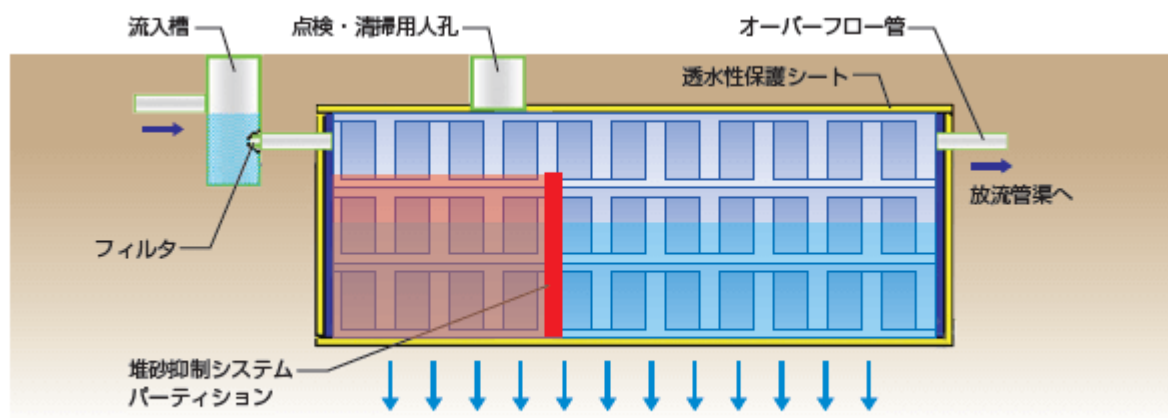 流入槽
点検・清掃用人孔
オーバーフロー管
透水性保護シート
放流管渠へ
フィルタ
堆砂抑制システム
パーティション